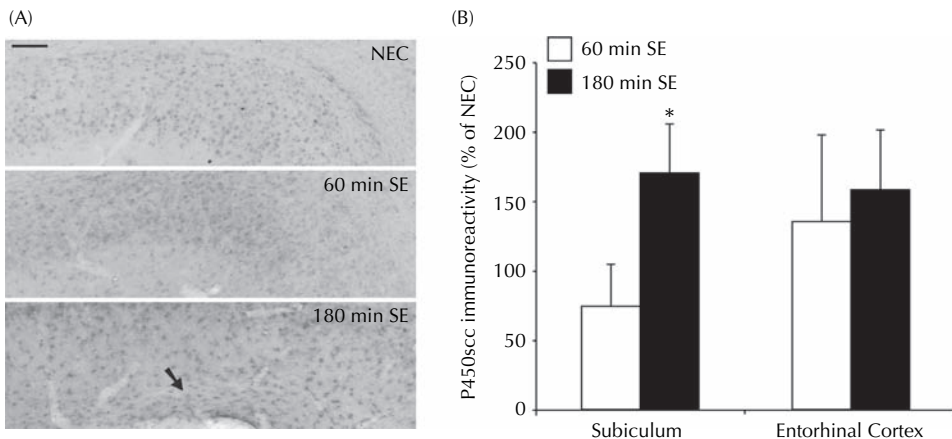 (A)
NEC
60 min SE
180 min SE
(B)
60 min SE
180 min SE
P450scc immunoreactivity (% of NEC)
250
200
150
100
50
0
*
Subiculum
Entorhinal Cortex